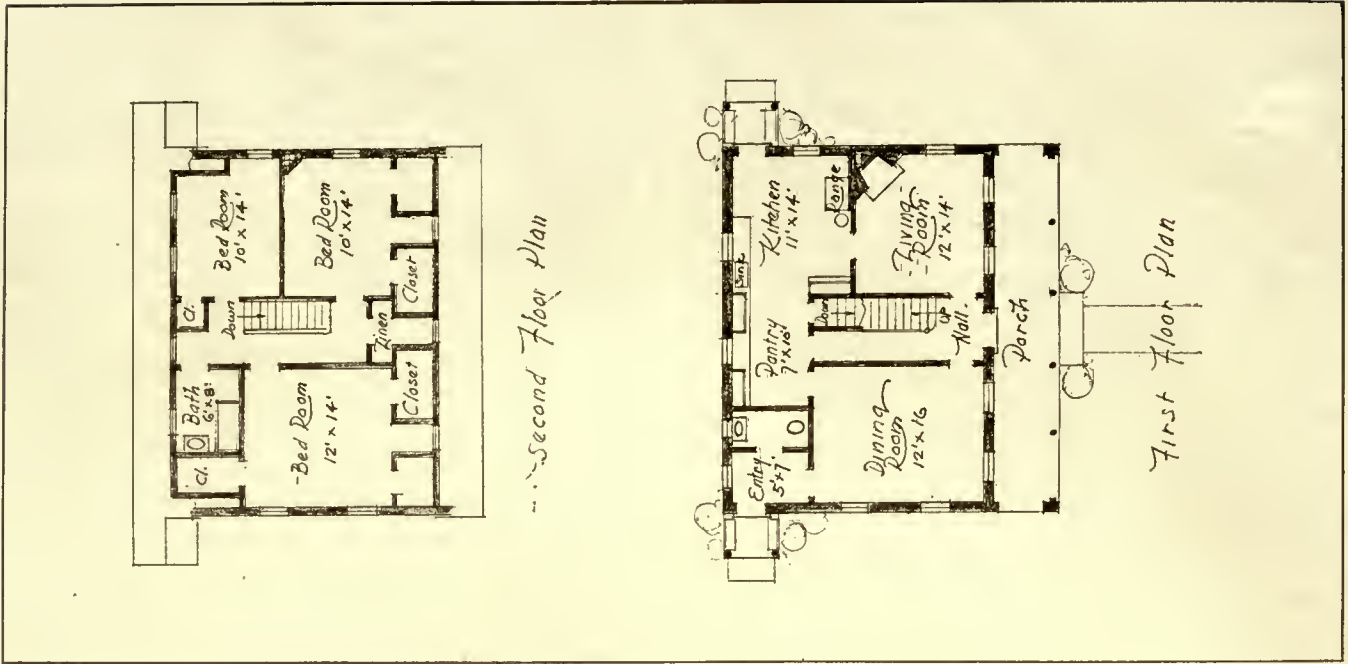 Bed Room
10' x 14'
Bed Room
10' x 14'
Cl.
Down
Closet
Linen
Bath
6' x 8'
Cl.
Bed Room
12' x 14'
Closet
Second Floor Plan
Kitchen
11' x 14'
Range
Sink
Living
Room
12' x 14'
Pantry
7' x 10'
Down
UP
Hall
Porch
Entry
5' x 7'
Dining
Room
12' x 16
First Floor Plan